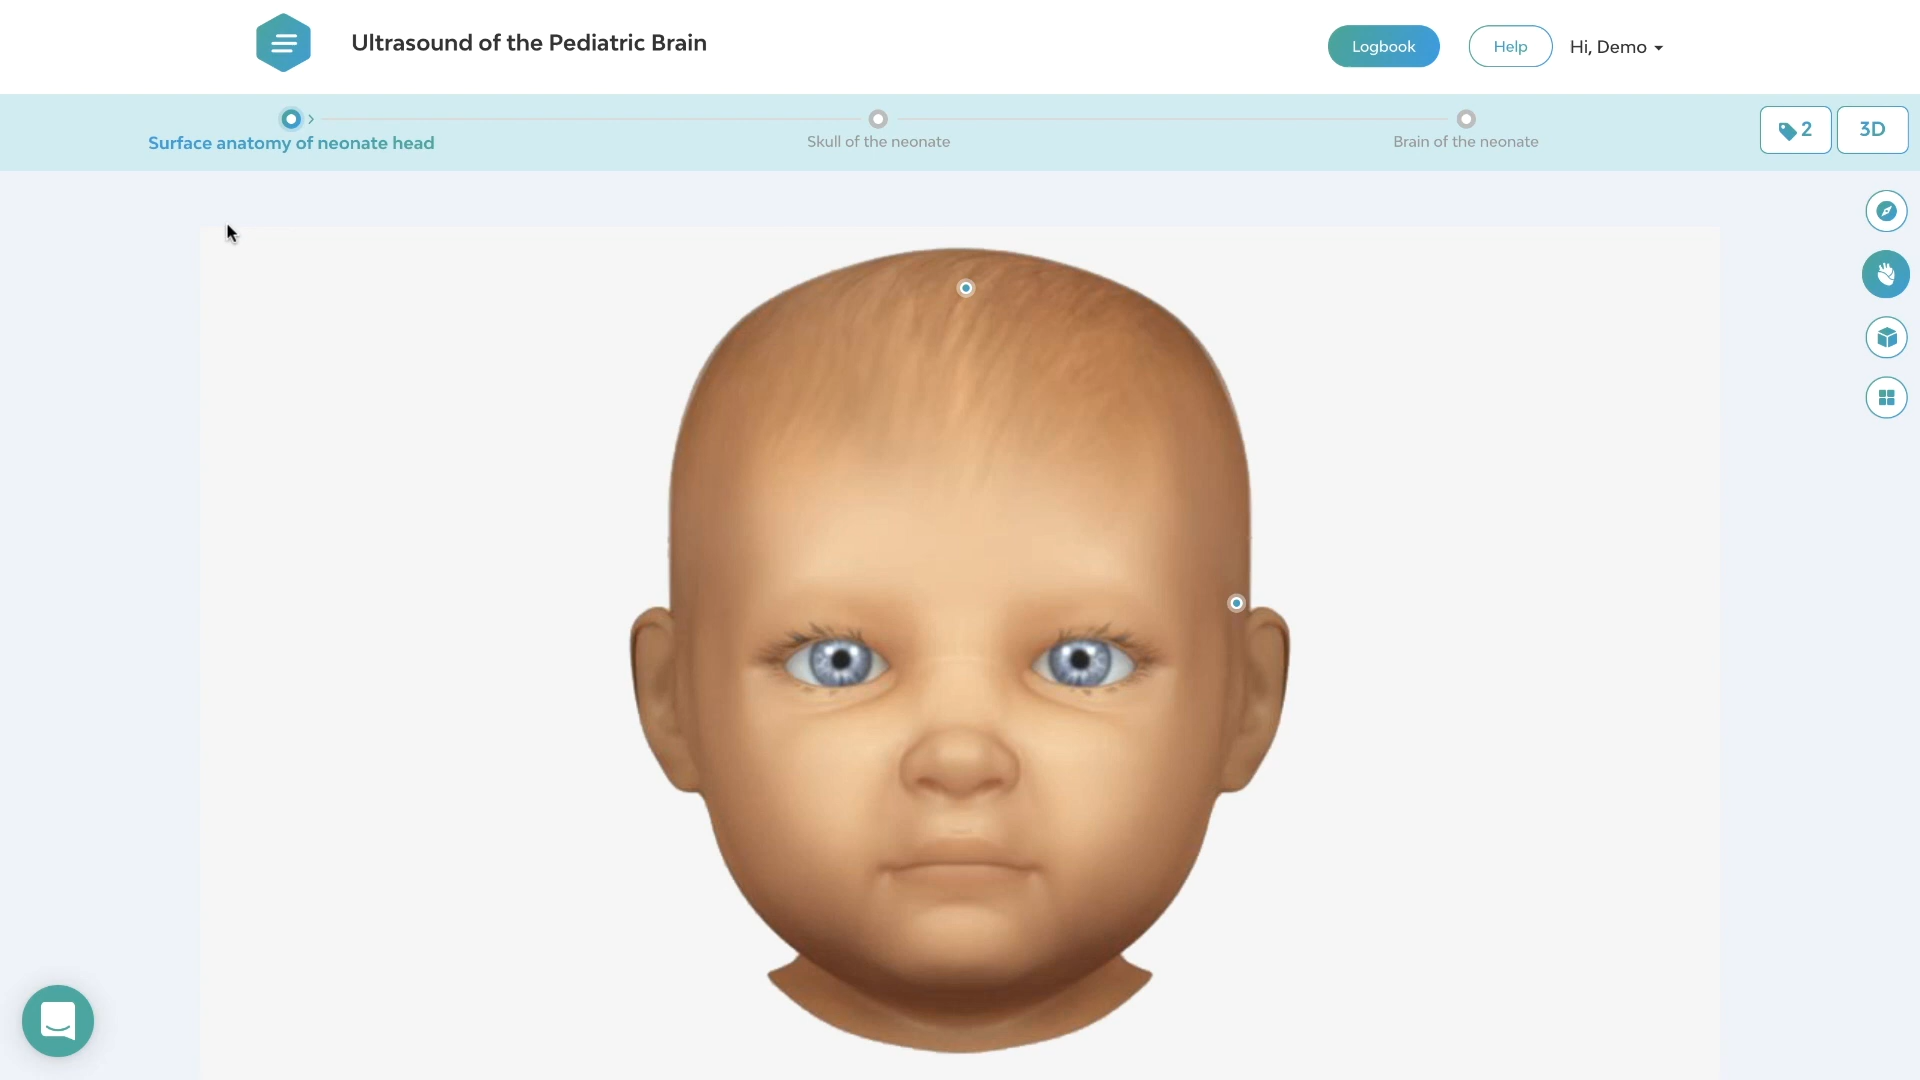 Ultrasound of the Pediatric Brain
Logbook
Help
Hi, Demo
Surface anatomy of neonate head
Skull of the neonate
Brain of the neonate
2
3D